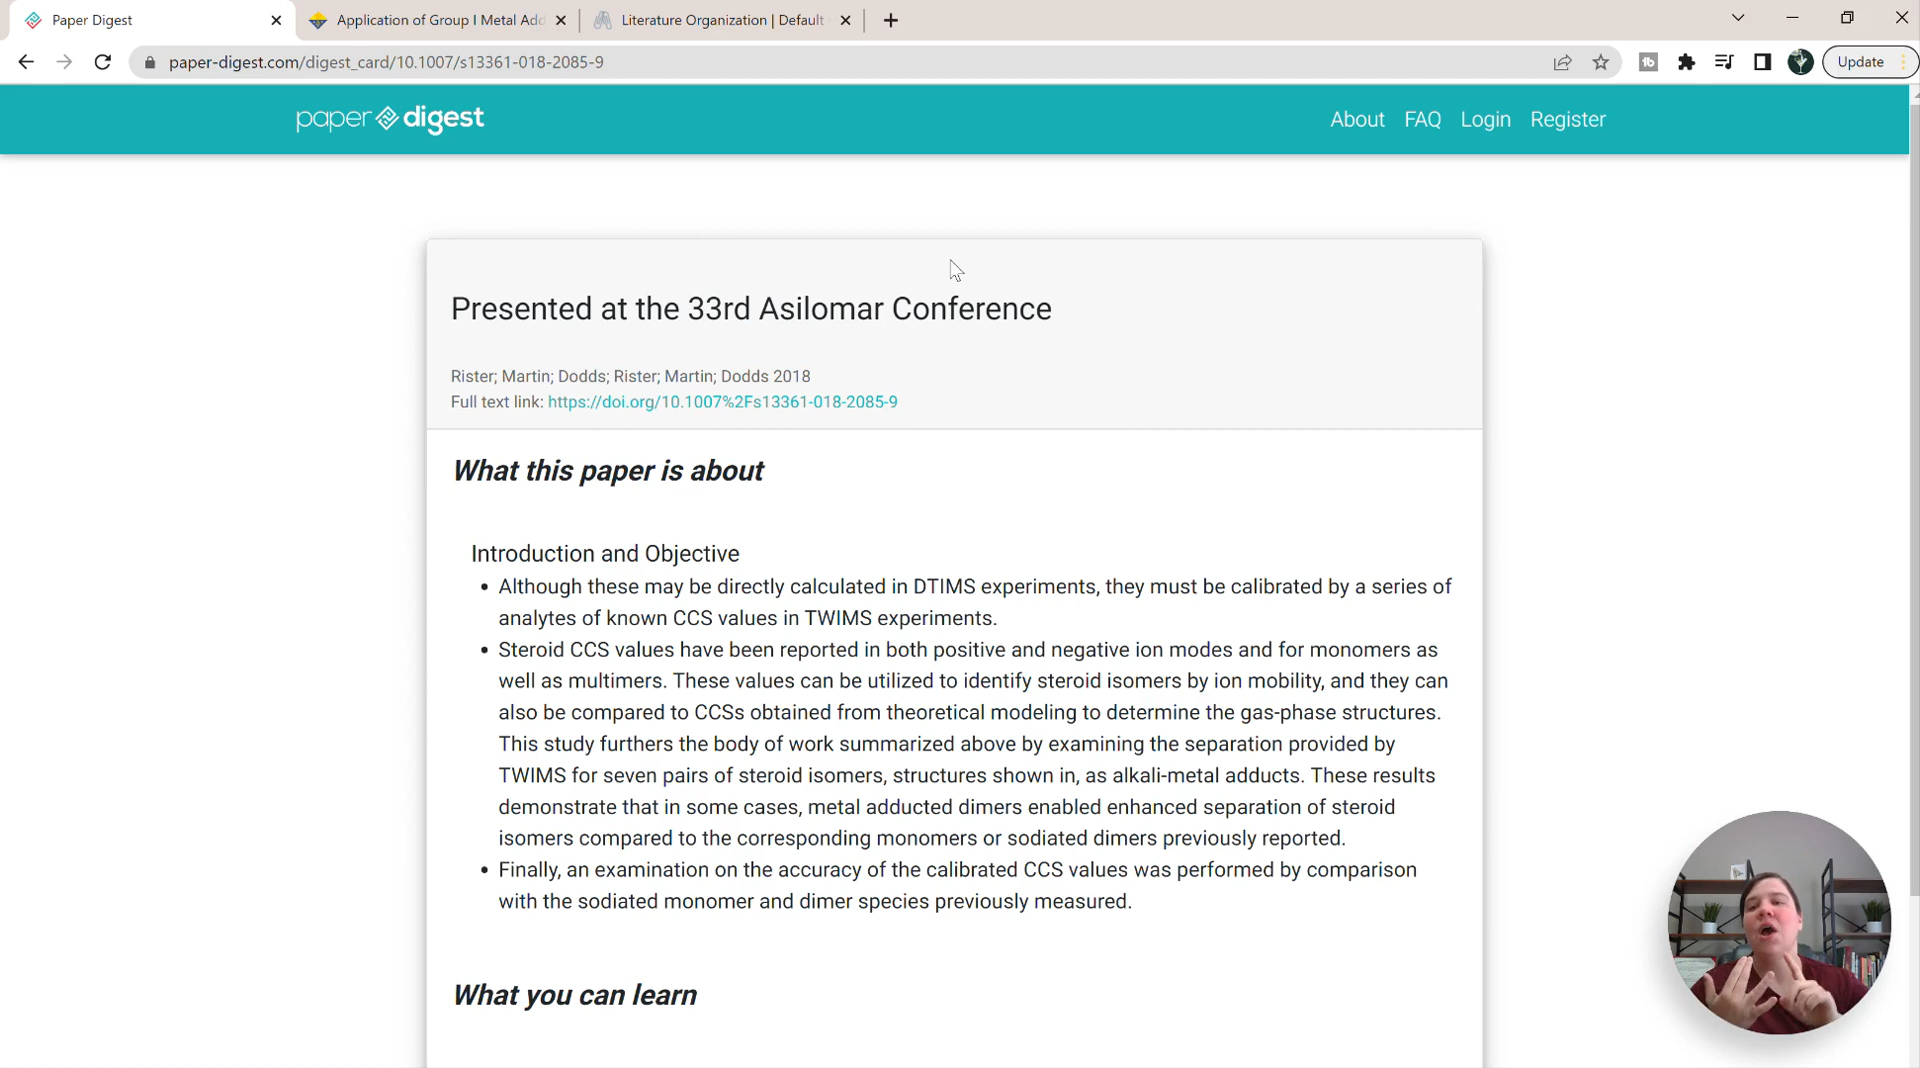 Paper Digest
Application of Group I Metal Add
Literature Organization | Default
paper-digest.com/digest_card/10.1007/s13361-018-2085-9
Update
paper digest
About FAQ Login Register
Presented at the 33rd Asilomar Conference
Rister; Martin; Dodds; Rister; Martin; Dodds 2018
Full text link: https://doi.org/10.1007%2Fs13361-018-2085-9
What this paper is about
Introduction and Objective
• Although these may be directly calculated in DTIMS experiments, they must be calibrated by a series of
analytes of known CCS values in TWIMS experiments.
• Steroid CCS values have been reported in both positive and negative ion modes and for monomers as
well as multimers. These values can be utilized to identify steroid isomers by ion mobility, and they can
also be compared to CCSs obtained from theoretical modeling to determine the gas-phase structures.
This study furthers the body of work summarized above by examining the separation provided by
TWIMS for seven pairs of steroid isomers, structures shown in, as alkali-metal adducts. These results
demonstrate that in some cases, metal adducted dimers enabled enhanced separation of steroid
isomers compared to the corresponding monomers or sodiated dimers previously reported.
• Finally, an examination on the accuracy of the calibrated CCS values was performed by comparison
with the sodiated monomer and dimer species previously measured.
What you can learn